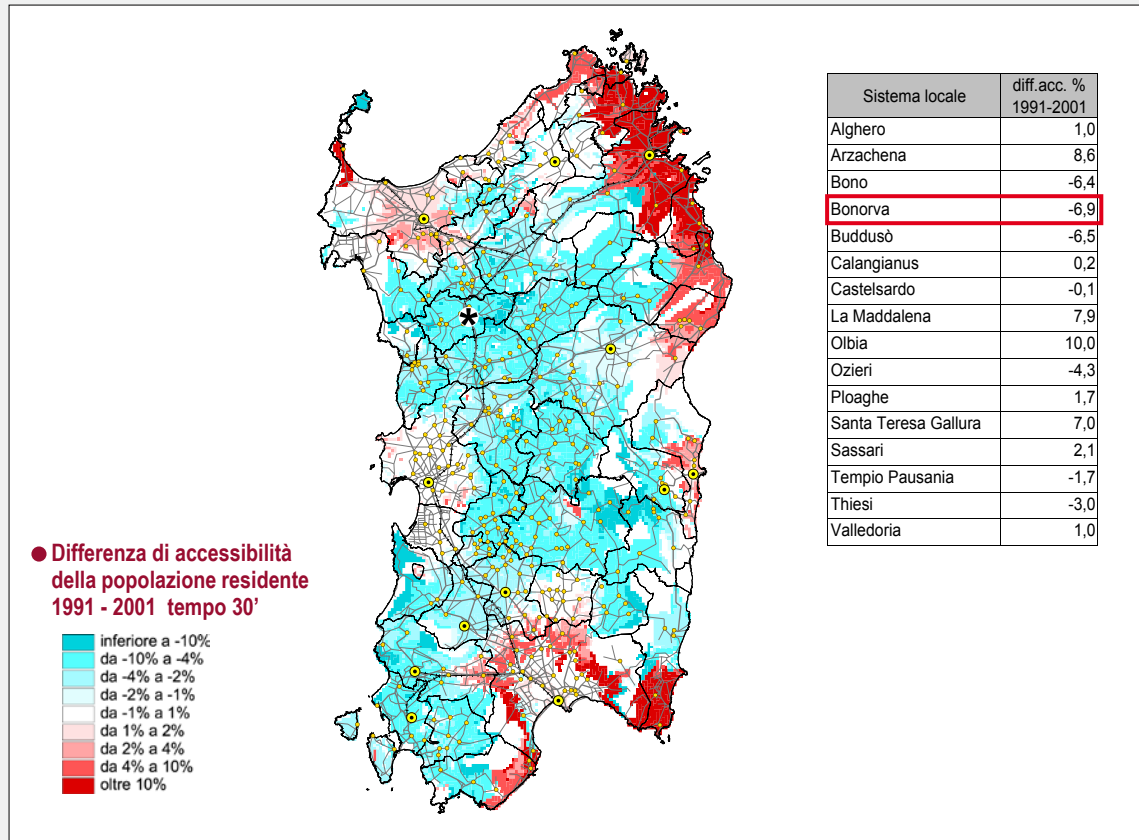 Sistema locale diff.acc. % 1991-2001
Alghero 1,0
Arzachena 8,6
Bono -6,4
Bonorva -6,9
Buddusò -6,5
Calangianus 0,2
Castelsardo -0,1
La Maddalena 7,9
Olbia 10,0
Ozieri -4,3
Ploaghe 1,7
Santa Teresa Gallura 7,0
Sassari 2,1
Tempio Pausania -1,7
Thiesi -3,0
Valledoria 1,0
*
Differenza di accessibilità
della popolazione residente
1991 - 2001 tempo 30’
inferiore a -10%
da -10% a -4%
da -4% a -2%
da -2% a -1%
da -1% a 1%
da 1% a 2%
da 2% a 4%
da 4% a 10%
oltre 10%